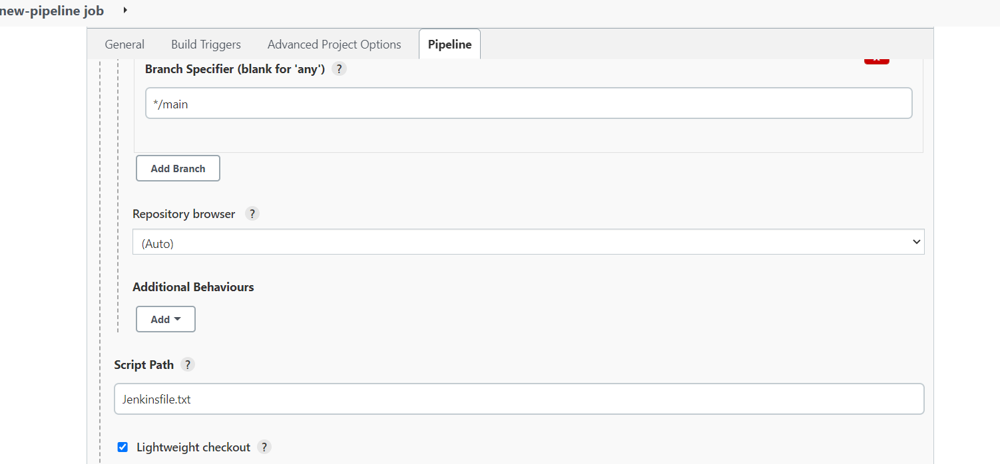 new-pipeline job
General Build Triggers Advanced Project Options Pipeline
Branch Specifier (blank for 'any') ?
*/main
Add Branch
Repository browser ?
(Auto)
Additional Behaviours
Add
Script Path ?
Jenkinsfile.txt
Lightweight checkout ?